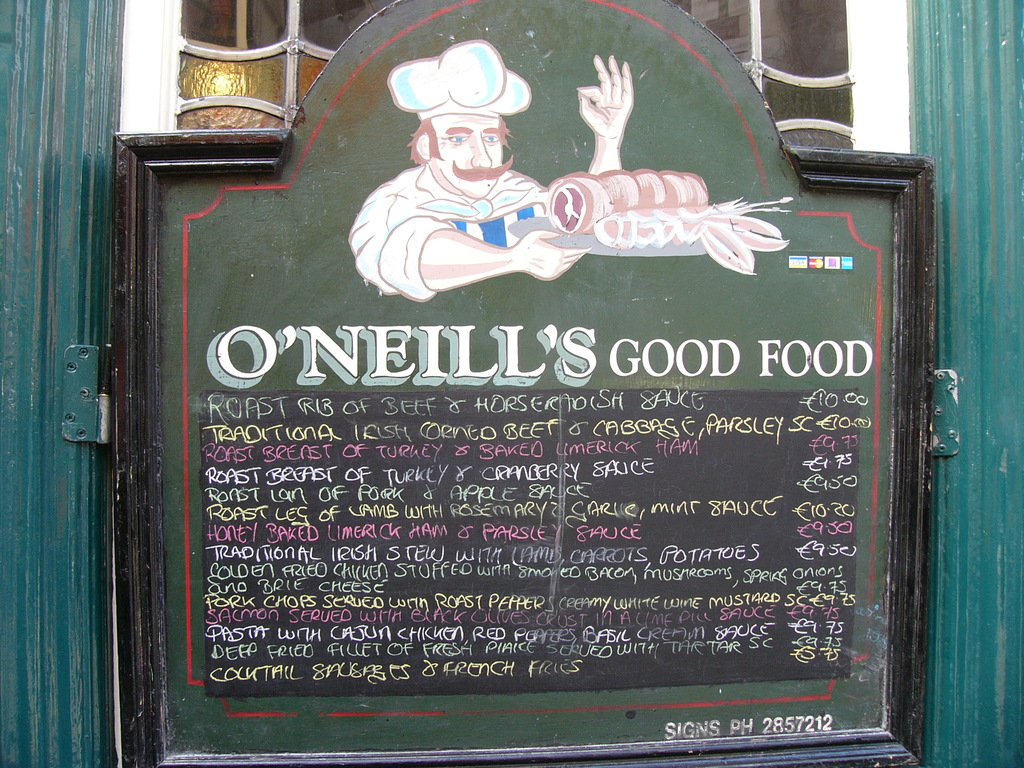 O'NEILL'S GOOD FOOD
ROAST RIB OF BEEF & HORSERADISH SAUCE €10.00
TRADITIONAL IRISH CORNED BEEF & CABBAGE, PARSLEY SC €10.00
ROAST BREAST OF TURKEY & BAKED LIMERICK HAM €9.75
ROAST BREAST OF TURKEY & CRANBERRY SAUCE €9.75
ROAST LOIN OF PORK & APPLE SAUCE €9.50
ROAST LEG OF LAMB WITH ROSEMARY & GARLIC, MINT SAUCE €10.20
HONEY BAKED LIMERICK HAM & PARSLEY SAUCE €9.50
TRADITIONAL IRISH STEW WITH LAMB, CARROTS, POTATOES €9.50
GOLDEN FRIED CHICKEN STUFFED WITH SMOKED BACON, MUSHROOMS, SPRING ONIONS
AND BRIE CHEESE €9.75
PORK CHOPS SERVED WITH ROAST PEPPERS CREAMY WHITE WINE MUSTARD SC €9.75
SALMON SERVED WITH BLACK OLIVES CRUST IN A LIME DILL SAUCE €9.75
PASTA WITH CAJUN CHICKEN, RED PEPPERS, BASIL CREAM SAUCE €9.75
DEEP FRIED FILLET OF FRESH PLAICE SERVED WITH TARTAR SC €9.75
COCKTAIL SAUSAGES & FRENCH FRIES
SIGNS PH 2857212